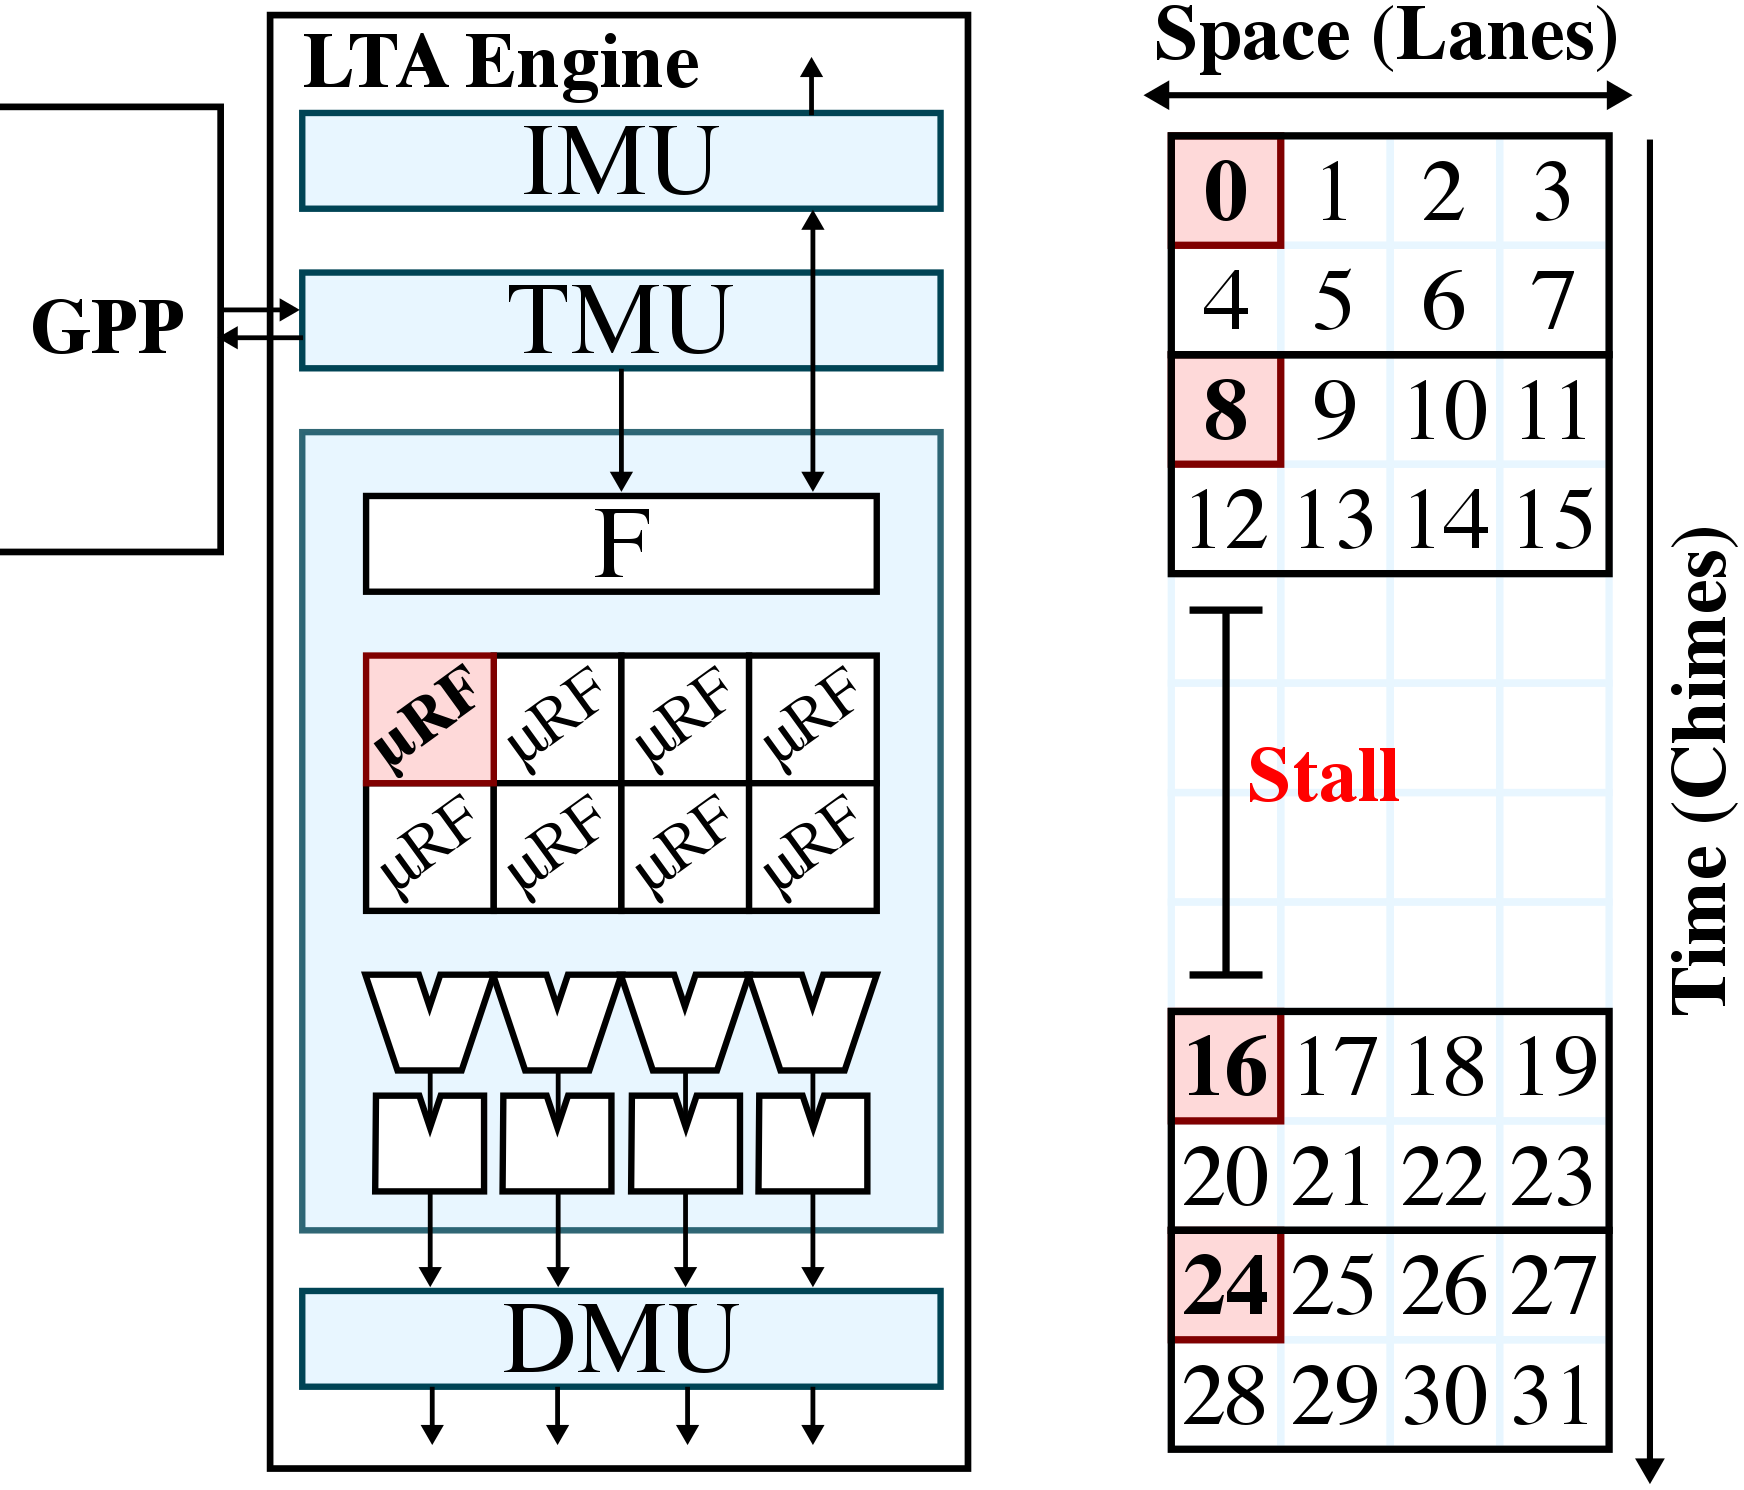 LTA Engine
IMU
GPP
TMU
F
µRF µRF µRF µRF
µRF µRF µRF µRF
DMU
Space (Lanes)
0 1 2 3
4 5 6 7
8 9 10 11
12 13 14 15
Stall
16 17 18 19
20 21 22 23
24 25 26 27
28 29 30 31
Time (Chimes)